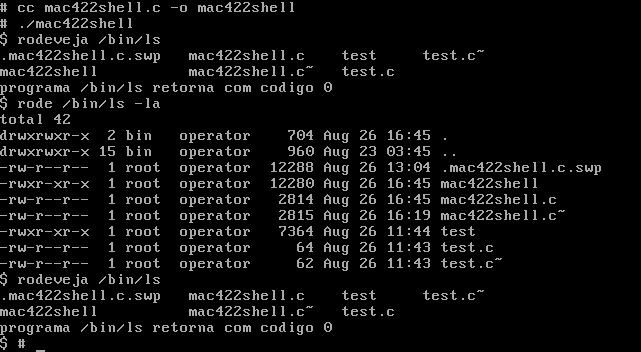 # cc mac422shell.c -o mac422shell
# ./mac422shell
$ rodeveja /bin/ls
.mac422shell.c.swp   mac422shell.c    test     test.c~
mac422shell          mac422shell.c~   test.c
programa /bin/ls retorna com codigo 0
$ rode /bin/ls -la
total 42
drwxrwxr-x  2 bin   operator    704 Aug 26 16:45 .
drwxrwxr-x 15 bin   operator    960 Aug 23 03:45 ..
-rw-r--r--  1 root  operator  12288 Aug 26 13:04 .mac422shell.c.swp
-rwxr-xr-x  1 root  operator  12280 Aug 26 16:45 mac422shell
-rw-r--r--  1 root  operator   2814 Aug 26 16:45 mac422shell.c
-rw-r--r--  1 root  operator   2815 Aug 26 16:19 mac422shell.c~
-rwxr-xr-x  1 root  operator   7364 Aug 26 11:44 test
-rw-r--r--  1 root  operator     64 Aug 26 11:43 test.c
-rw-r--r--  1 root  operator     62 Aug 26 11:43 test.c~
$ rodeveja /bin/ls
.mac422shell.c.swp   mac422shell.c    test     test.c~
mac422shell          mac422shell.c~   test.c
programa /bin/ls retorna com codigo 0
$ # _